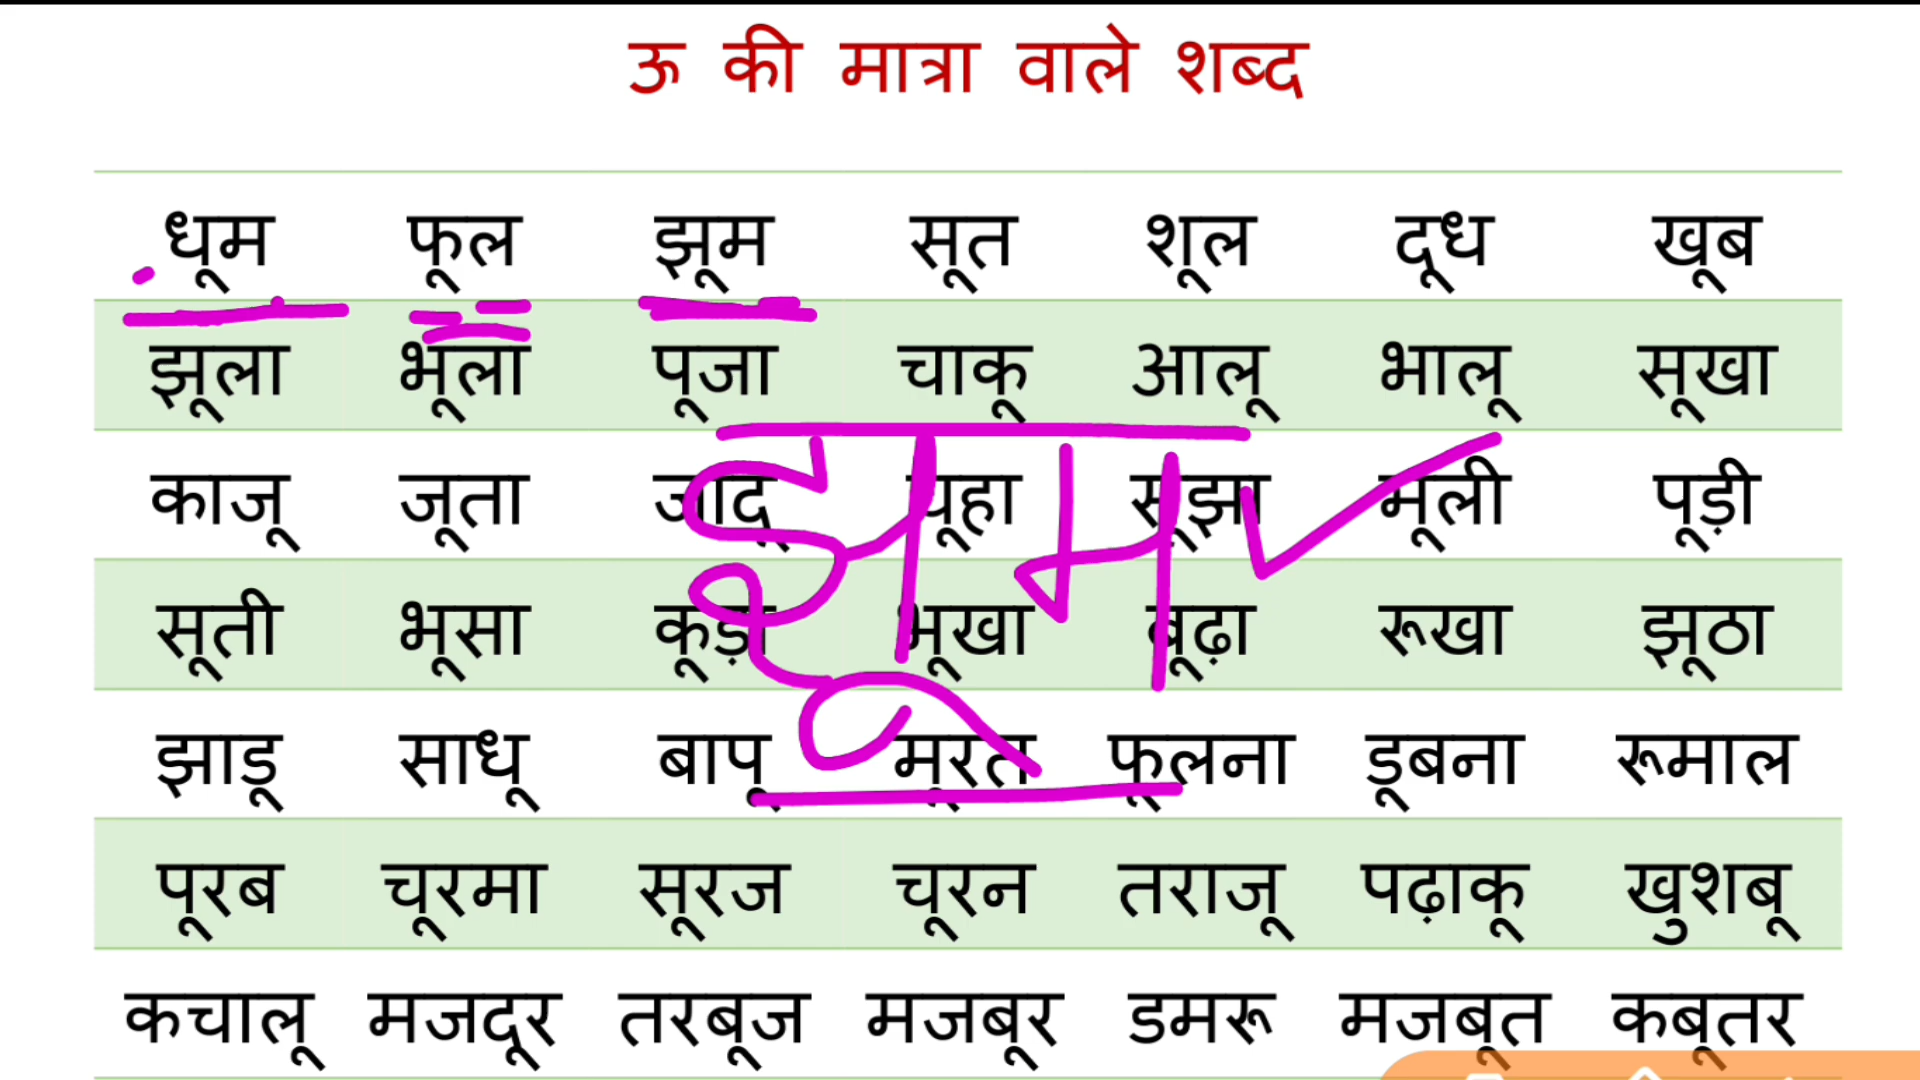 ऊ की मात्रा वाले शब्द
धूम फूल झूम सूत शूल दूध खूब
झूला भूला पूजा चाकू आलू भालू सूखा
काजू जूता जादू चूहा सूझा मूली पूड़ी
सूती भूसा कूड़ा भूखा बूढ़ा रूखा झूठा
झूम
झाड़ू साधू बापू मूरत फूलना डूबना रूमाल
पूरब चूरमा सूरज चूरन तराजू पढ़ाकू खुशबू
कचालू मजदूर तरबूज मजबूर डमरू मजबूत कबूतर